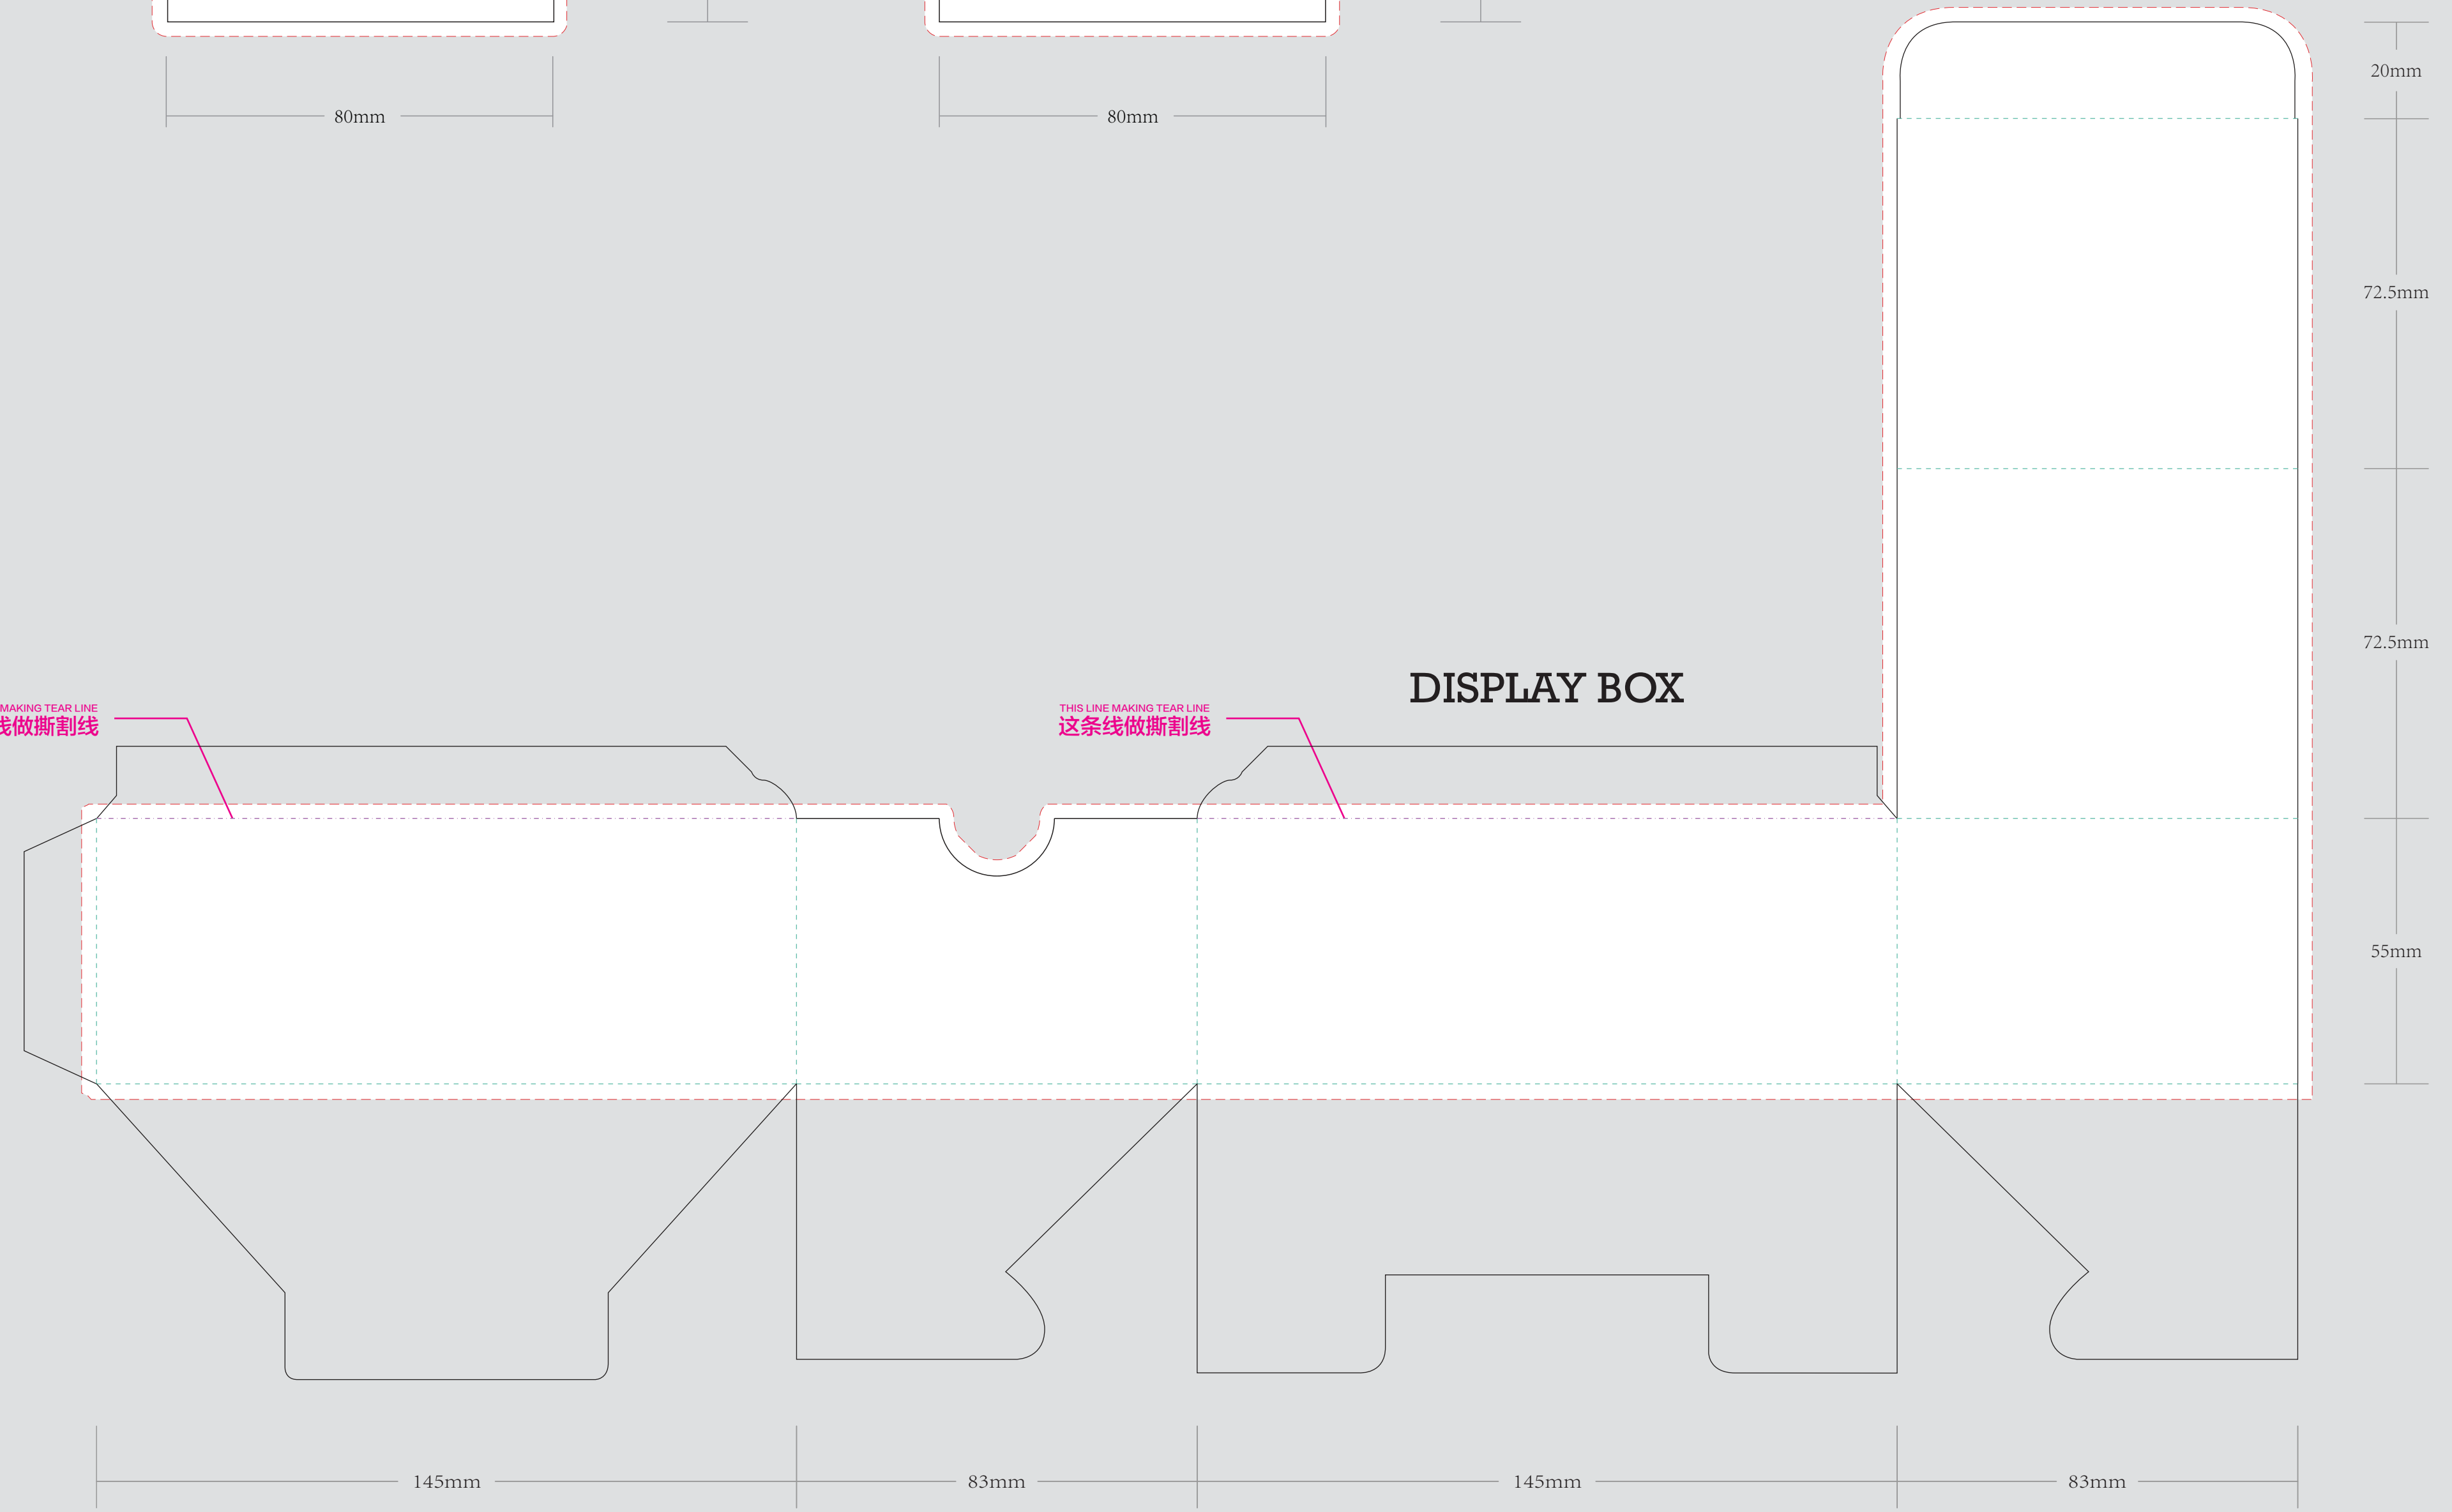 20mm
80mm
80mm
72.5mm
72.5mm
DISPLAY BOX
MAKING TEAR LINE
线做撕割线
THIS LINE MAKING TEAR LINE
这条线做撕割线
55mm
145mm
83mm
145mm
83mm